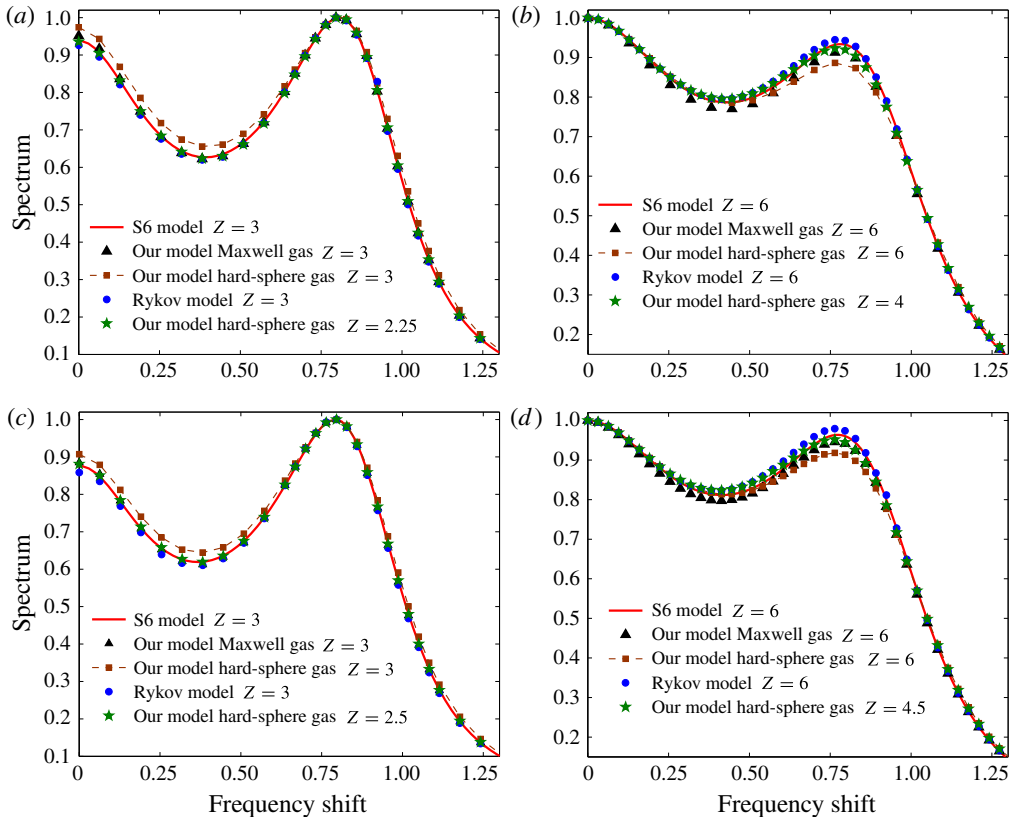 (a)
1.0
0.9
0.8
0.7
0.6
0.5
0.4
0.3
0.2
0.1
Spectrum
S6 model Z = 3
Our model Maxwell gas Z = 3
Our model hard-sphere gas Z = 3
Rykov model Z = 3
Our model hard-sphere gas Z = 2.25
0 0.25 0.50 0.75 1.00 1.25
(b)
1.0
0.9
0.8
0.7
0.6
0.5
0.4
0.3
0.2
S6 model Z = 6
Our model Maxwell gas Z = 6
Our model hard-sphere gas Z = 6
Rykov model Z = 6
Our model hard-sphere gas Z = 4
0 0.25 0.50 0.75 1.00 1.25
(c)
1.0
0.9
0.8
0.7
0.6
0.5
0.4
0.3
0.2
0.1
Spectrum
S6 model Z = 3
Our model Maxwell gas Z = 3
Our model hard-sphere gas Z = 3
Rykov model Z = 3
Our model hard-sphere gas Z = 2.5
0 0.25 0.50 0.75 1.00 1.25
Frequency shift
(d)
1.0
0.9
0.8
0.7
0.6
0.5
0.4
0.3
0.2
S6 model Z = 6
Our model Maxwell gas Z = 6
Our model hard-sphere gas Z = 6
Rykov model Z = 6
Our model hard-sphere gas Z = 4.5
0 0.25 0.50 0.75 1.00 1.25
Frequency shift